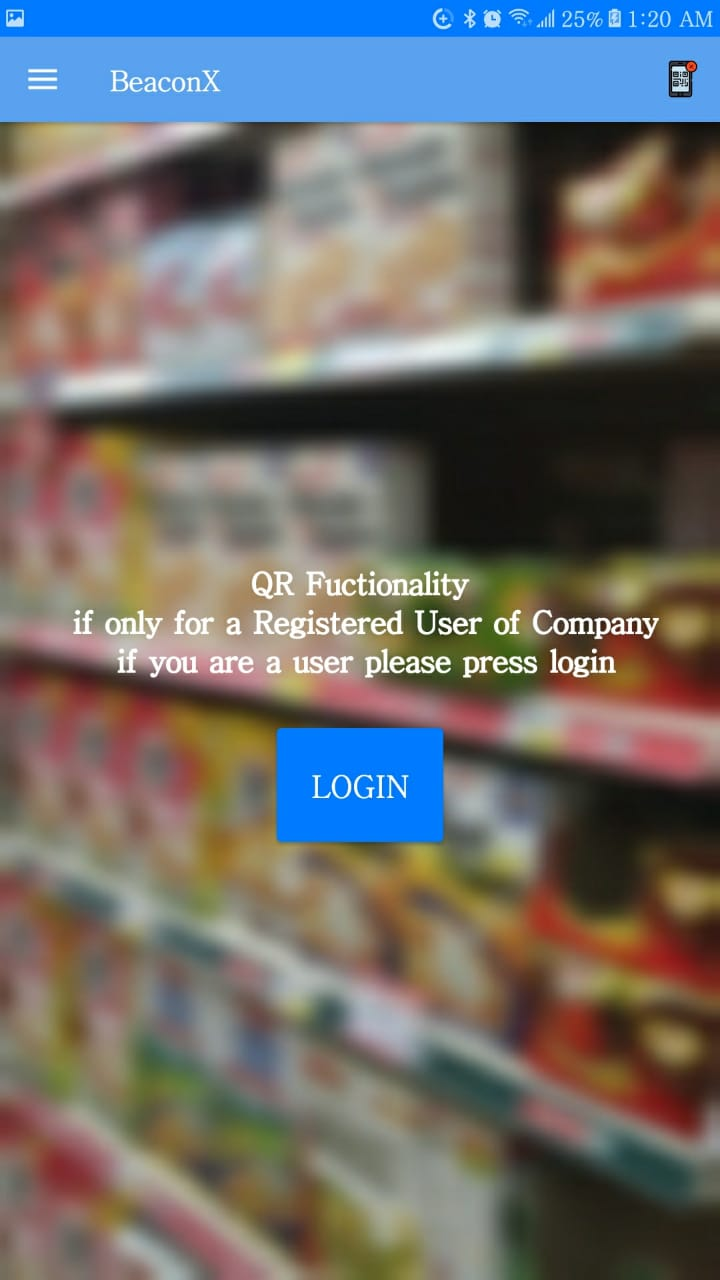 25% 1:20 AM
BeaconX
QR Fuctionality
if only for a Registered User of Company
if you are a user please press login
LOGIN